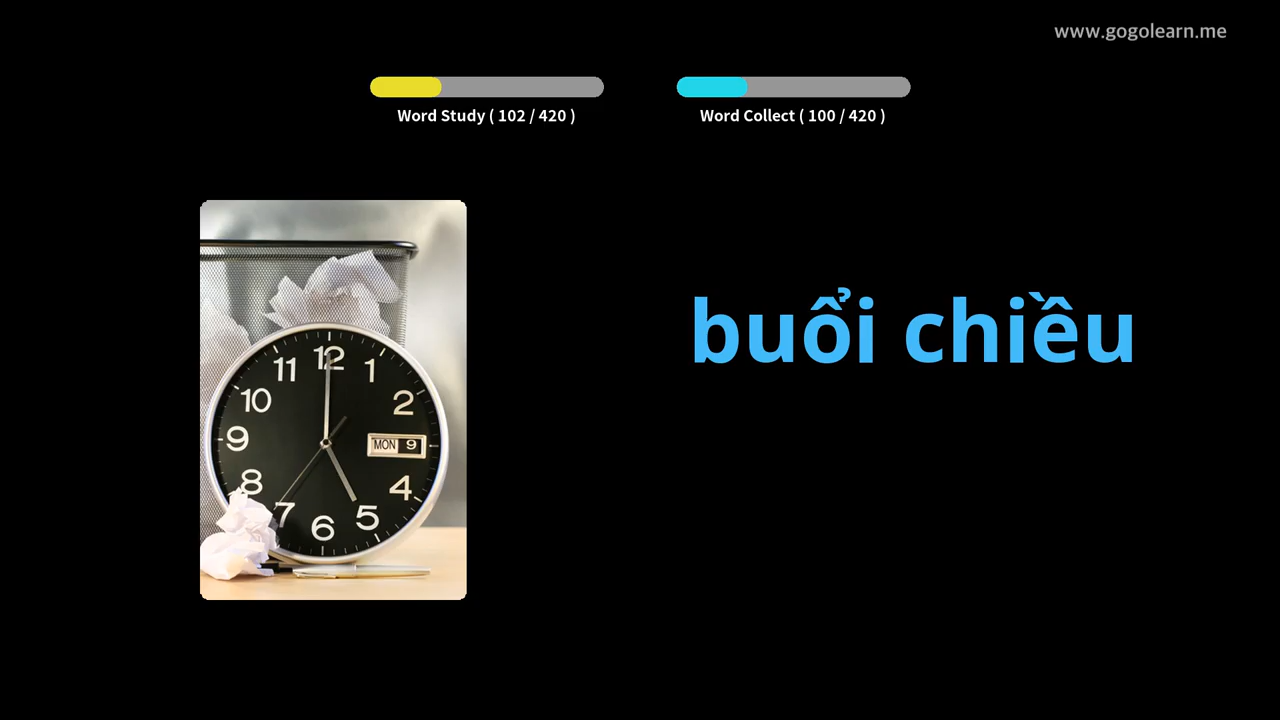 www.gogolearn.me
Word Study ( 102 / 420 )
Word Collect ( 100 / 420 )
buổi chiều
12
11
1
10
2
9
MON 9
8
4
7
5
6